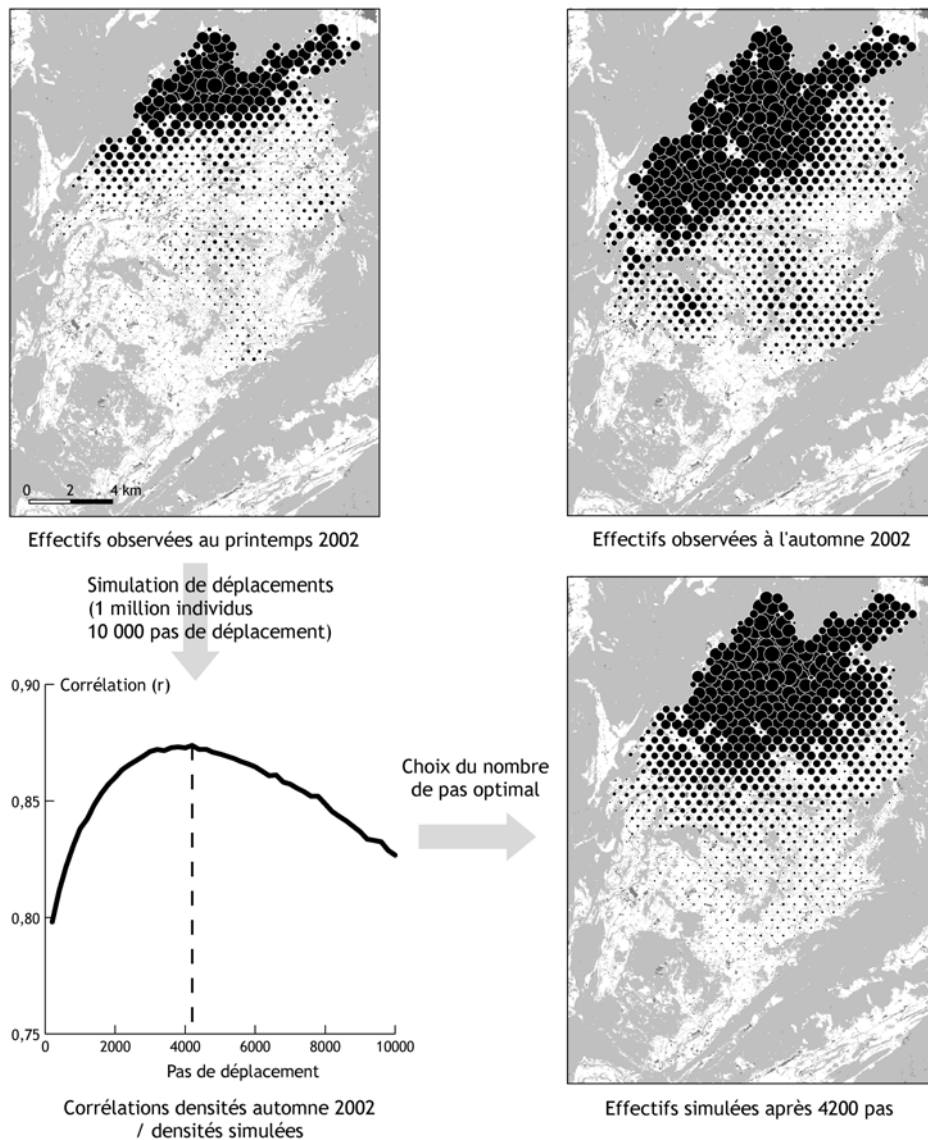 0 2 4 km
Effectifs observées au printemps 2002
Effectifs observées à l'automne 2002
Simulation de déplacements
(1 million individus
10 000 pas de déplacement)
0,90
Corrélation (r)
0,85
0,80
0,75
0 2000 4000 6000 8000 10000
Pas de déplacement
Corrélations densités automne 2002
/ densités simulées
Choix du nombre
de pas optimal
Effectifs simulées après 4200 pas